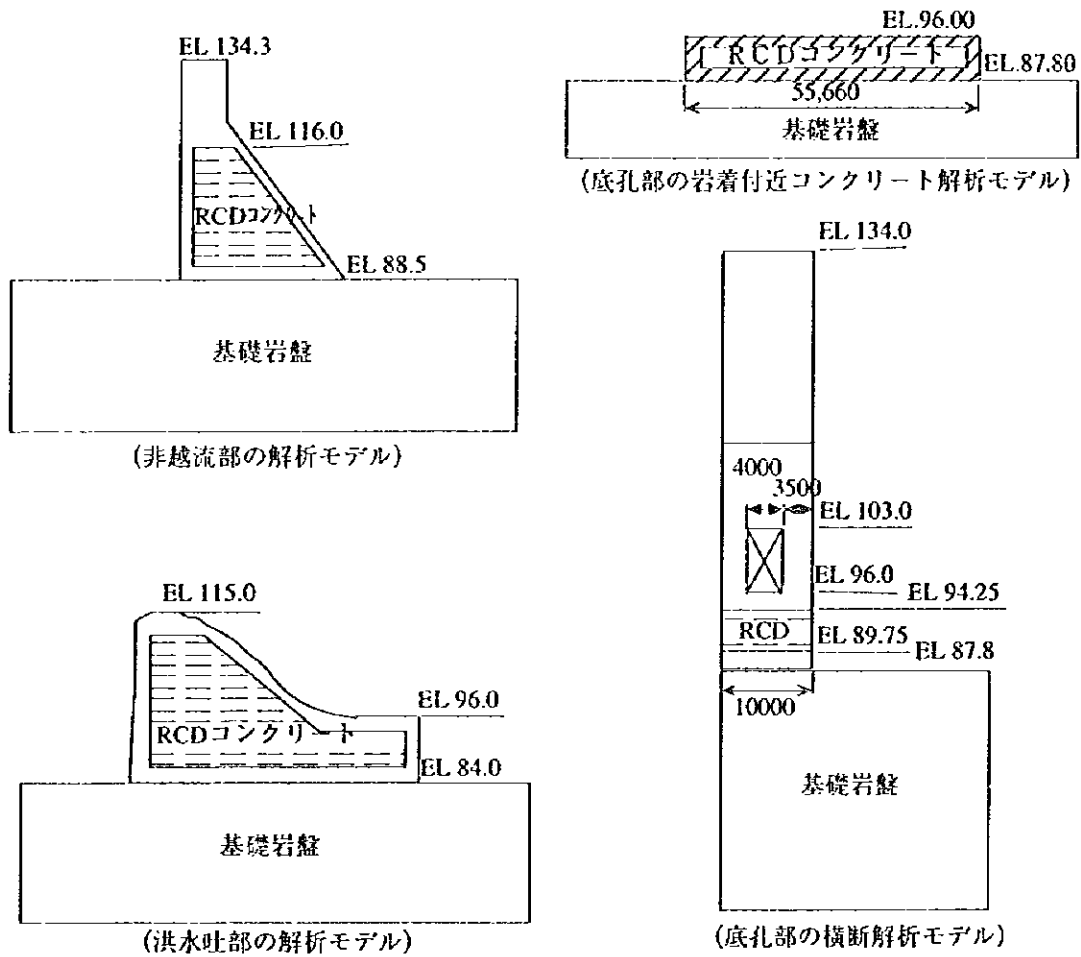 EL 134.3
EL 116.0
RCDコンクリート
EL 88.5
基礎岩盤
(非越流部の解析モデル)
EL.96.00
RCDコンクリート
EL.87.80
55,660
基礎岩盤
(底孔部の岩着付近コンクリート解析モデル)
EL 115.0
EL 96.0
RCDコンクリート
EL 84.0
基礎岩盤
(洪水吐部の解析モデル)
EL 134.0
4000
3500
EL 103.0
EL 96.0
EL 94.25
RCD
EL 89.75
EL 87.8
10000
基礎岩盤
(底孔部の横断解析モデル)